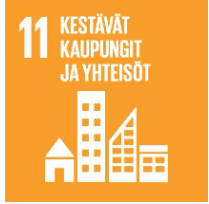 11 KESTÄVÄT
KAUPUNGIT
JA YHTEISÖT